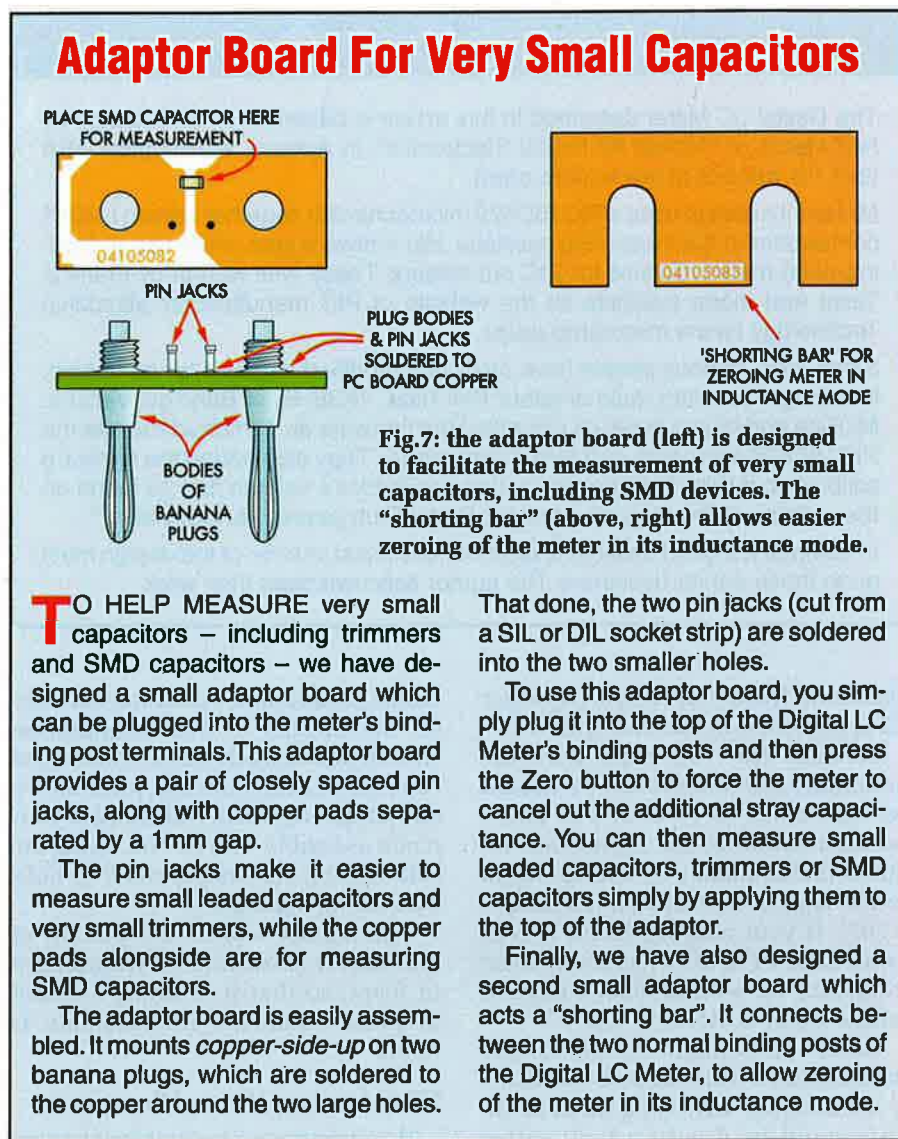 Adaptor Board For Very Small Capacitors
PLACE SMD CAPACITOR HERE
FOR MEASUREMENT
04105082
PIN JACKS
PLUG BODIES
& PIN JACKS
SOLDERED TO
PC BOARD COPPER
BODIES
OF
BANANA
PLUGS
04105083
'SHORTING BAR' FOR
ZEROING METER IN
INDUCTANCE MODE
Fig.7: the adaptor board (left) is designed
to facilitate the measurement of very small
capacitors, including SMD devices. The
“shorting bar” (above, right) allows easier
zeroing of the meter in its inductance mode.
TO HELP MEASURE very small
capacitors – including trimmers
and SMD capacitors – we have de-
signed a small adaptor board which
can be plugged into the meter's bind-
ing post terminals. This adaptor board
provides a pair of closely spaced pin
jacks, along with copper pads sepa-
rated by a 1mm gap.
The pin jacks make it easier to
measure small leaded capacitors and
very small trimmers, while the copper
pads alongside are for measuring
SMD capacitors.
The adaptor board is easily assem-
bled. It mounts copper-side-up on two
banana plugs, which are soldered to
the copper around the two large holes.
That done, the two pin jacks (cut from
a SIL or DIL socket strip) are soldered
into the two smaller holes.
To use this adaptor board, you sim-
ply plug it into the top of the Digital LC
Meter's binding posts and then press
the Zero button to force the meter to
cancel out the additional stray capaci-
tance. You can then measure small
leaded capacitors, trimmers or SMD
capacitors simply by applying them to
the top of the adaptor.
Finally, we have also designed a
second small adaptor board which
acts a “shorting bar”. It connects be-
tween the two normal binding posts of
the Digital LC Meter, to allow zeroing
of the meter in its inductance mode.